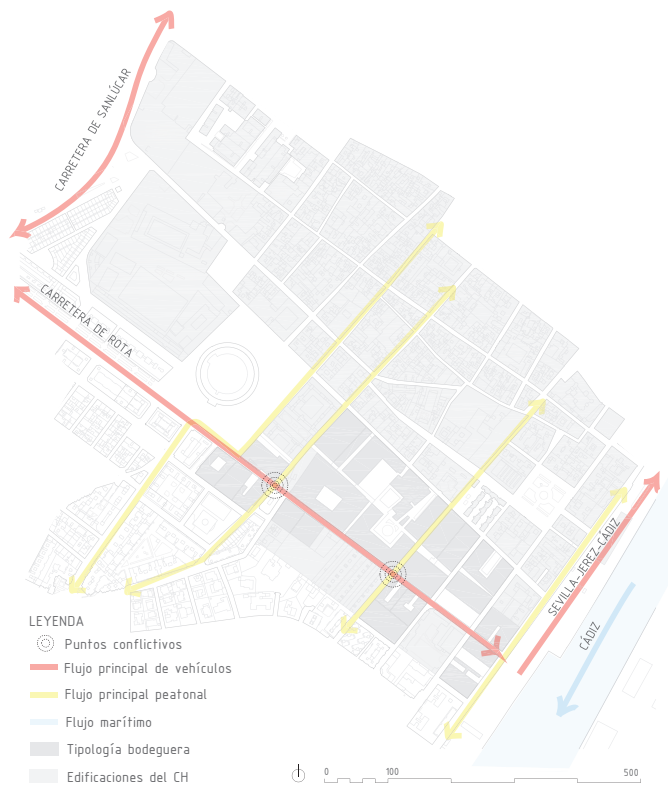 CARRETERA DE SANLÚCAR
CARRETERA DE ROTA
SEVILLA-JEREZ-CÁDIZ
CÁDIZ
LEYENDA
Puntos conflictivos
Flujo principal de vehículos
Flujo principal peatonal
Flujo marítimo
Tipología bodeguera
Edificaciones del CH
0 100 500